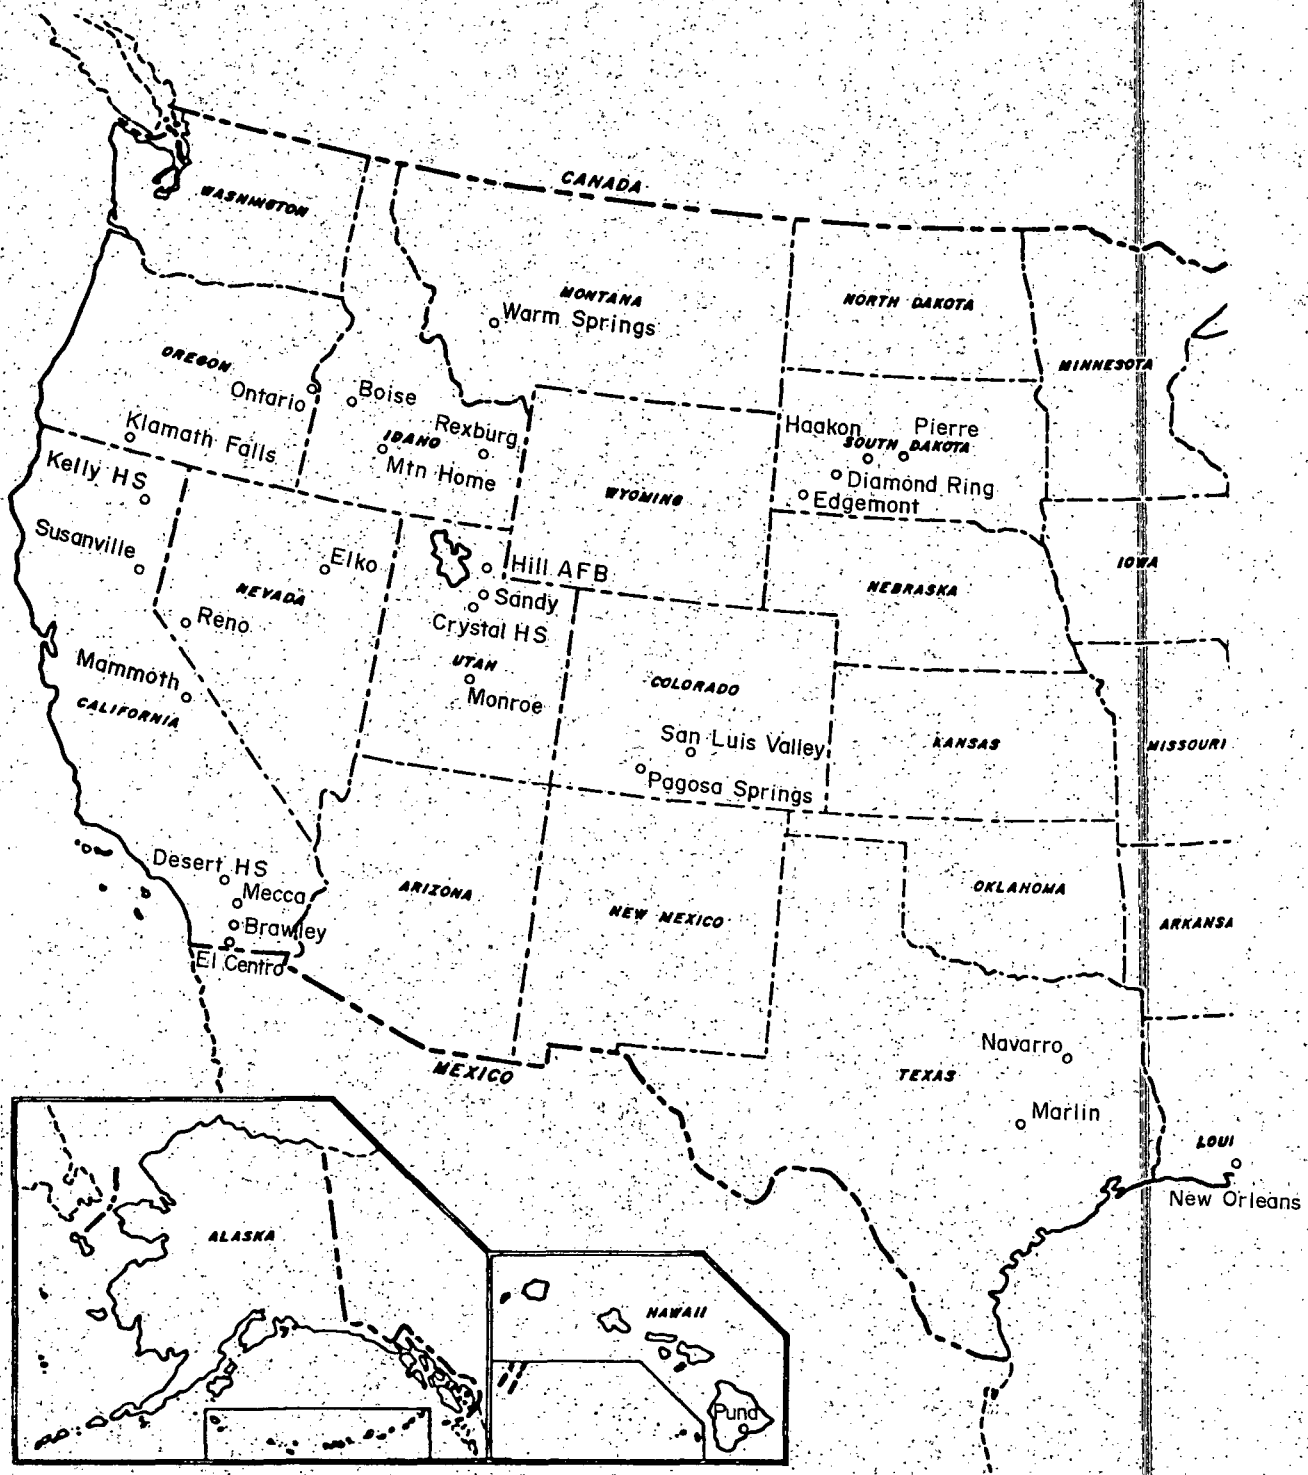 CANADA
WASHINGTON
MONTANA
Warm Springs
NORTH DAKOTA
MINNESOTA
OREGON
Ontario
Boise
Klamath Falls
Rexburg
IDAHO
Mtn Home
Haakon
Pierre
SOUTH DAKOTA
Diamond Ring
Edgemont
Kelly HS
WYOMING
Susanville
Elko
Hill AFB
NEVADA
Sandy
Reno
Crystal HS
NEBRASKA
IOWA
Mammoth
UTAH
Monroe
CALIFORNIA
COLORADO
San Luis Valley
Pagosa Springs
KANSAS
MISSOURI
Desert HS
Mecca
Brawley
El Centro
ARIZONA
NEW MEXICO
OKLAHOMA
ARKANSA
MEXICO
Navarro
TEXAS
Marlin
LOUI
New Orleans
ALASKA
HAWAII
Puna